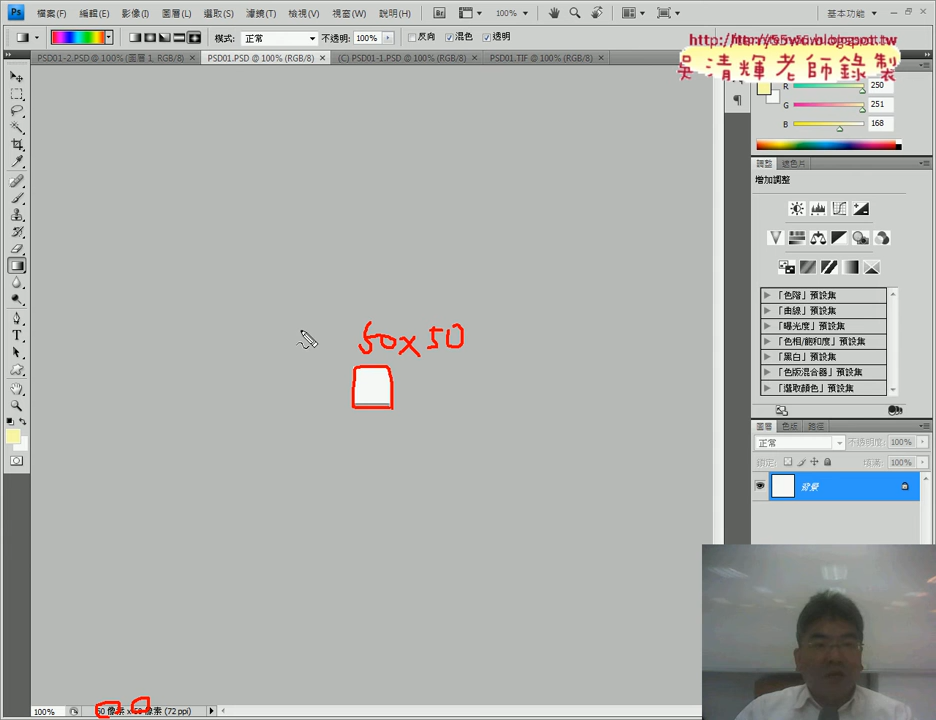 Ps 檔案(F) 編輯(E) 影像(I) 圖層(L) 選取(S) 濾鏡(T) 檢視(V) 視窗(W) 說明(H) Br 100% 基本功能
模式: 正常 不透明: 100% 反向 混色 透明
吳清輝老師錄製
PSD01-2.PSD @ 100% (圖層 1, RGB/8) × PSD01.PSD @ 100% (RGB/8) × (C) PSD01-1.PSD @ 100% (RGB/8) × PSD01.TIF @ 100% (RGB/8) ×
R 250
G 251
B 168
調整 遮色片
增加調整
「色階」預設集
「曲線」預設集
「曝光度」預設集
「色相/飽和度」預設集
「黑白」預設集
「色版混合器」預設集
「選取顏色」預設集
50x50
圖層 色版 路徑
正常 不透明度: 100%
鎖定: 填滿: 100%
背景
100% 50 像素 x 50 像素 (72 ppi)